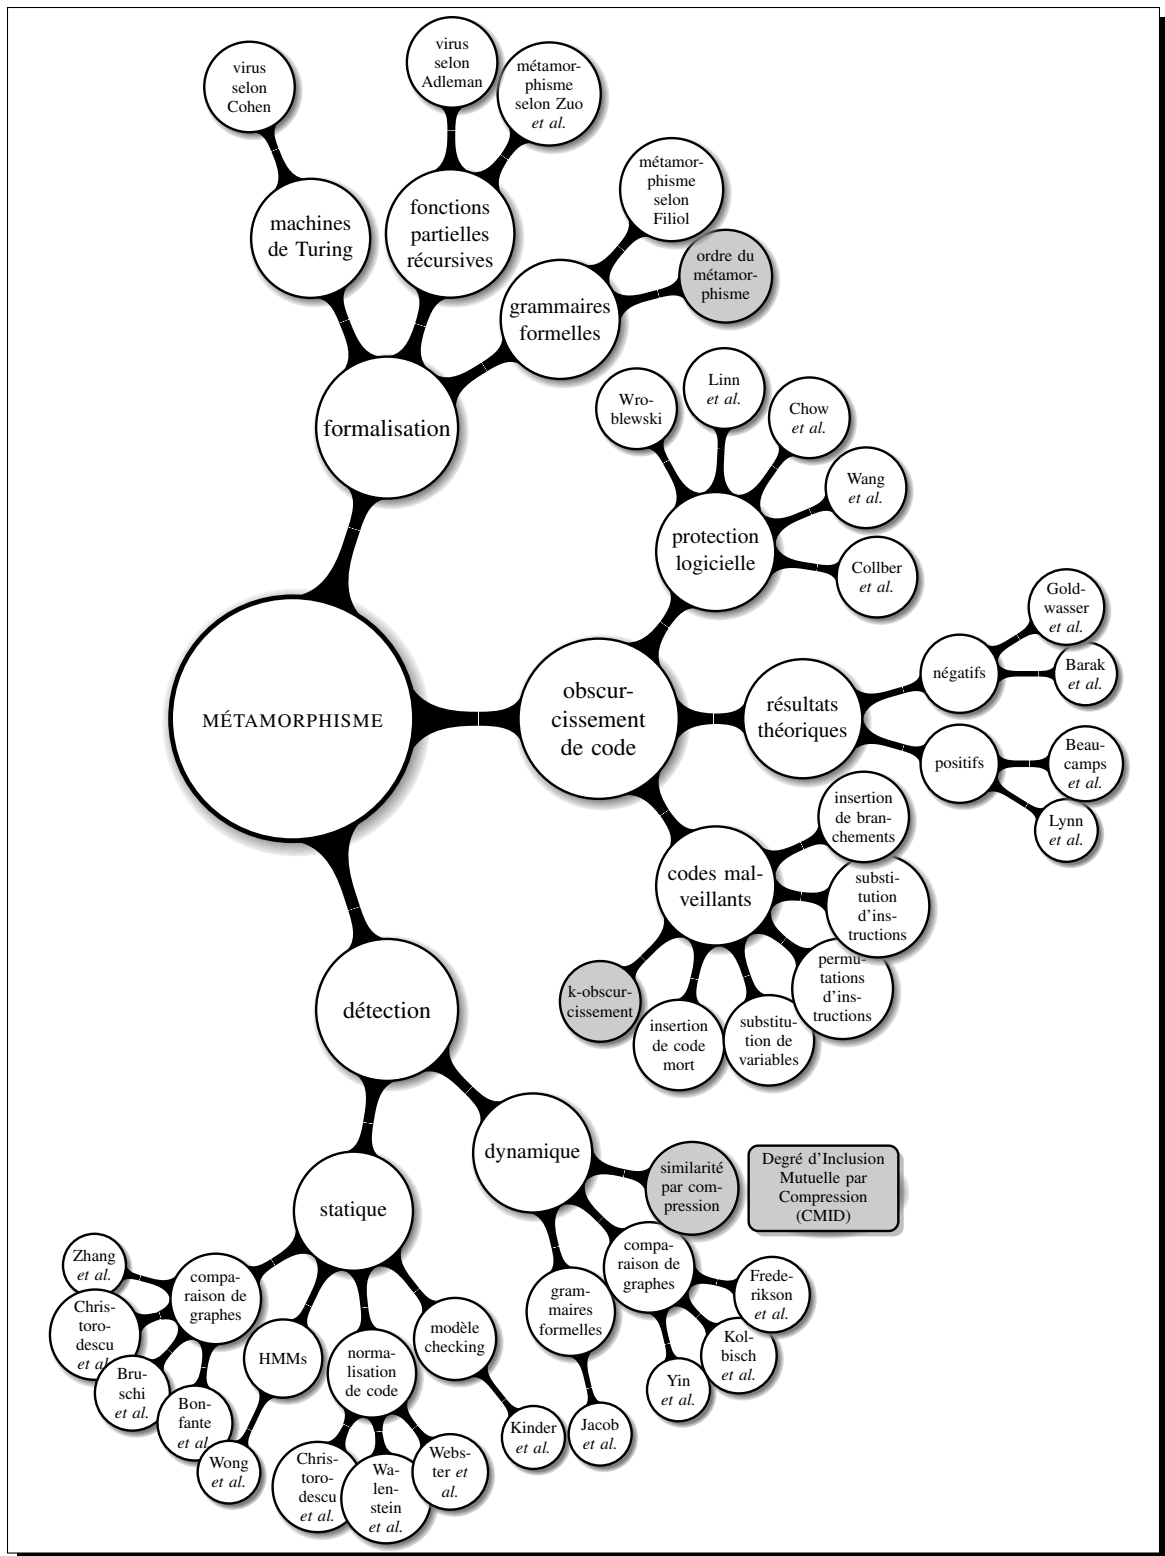 virus
selon
Cohen
virus
selon
Adleman
métamor-
phisme
selon Zuo
et al.
machines
de Turing
fonctions
partielles
récursives
métamor-
phisme
selon
Filiol
ordre du
métamor-
phisme
grammaires
formelles
formalisation
Wro-
blewski
Linn
et al.
Chow
et al.
Wang
et al.
Collber
et al.
protection
logicielle
MÉTAMORPHISME
obscur-
cissement
de code
résultats
théoriques
négatifs
Gold-
wasser
et al.
Barak
et al.
positifs
Beau-
camps
et al.
Lynn
et al.
codes mal-
veillants
insertion
de bran-
chements
substi-
tution
d'ins-
tructions
permu-
tations
d'ins-
tructions
substitu-
tion de
variables
insertion
de code
mort
k-obscur-
cissement
détection
dynamique
similarité
par com-
pression
Degré d'Inclusion
Mutuelle par
Compression
(CMID)
compa-
raison de
graphes
Frede-
rikson
et al.
Kol-
bisch
et al.
Yin
et al.
gram-
maires
formelles
Jacob
et al.
statique
compa-
raison de
graphes
Zhang
et al.
Chris-
toro-
descu
et al.
Bru-
schi
et al.
Bon-
fante
et al.
HMMs
Wong
et al.
norma-
lisation
de code
Chris-
toro-
descu
et al.
Wa-
len-
stein
et al.
Webs-
ter et
al.
modèle
checking
Kinder
et al.